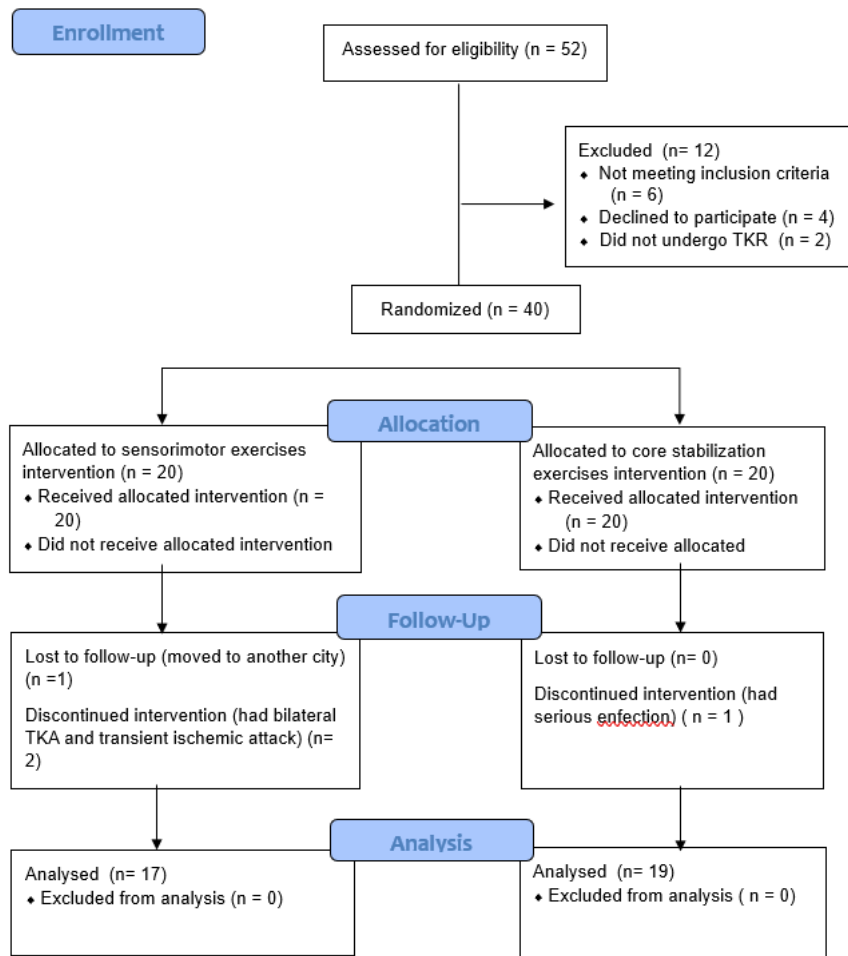 Enrollment
Assessed for eligibility (n = 52)
Excluded (n= 12)
⬥ Not meeting inclusion criteria
(n = 6)
⬥ Declined to participate (n = 4)
⬥ Did not undergo TKR (n = 2)
Randomized (n = 40)
Allocation
Allocated to sensorimotor exercises
intervention (n = 20)
⬥ Received allocated intervention (n =
20)
⬥ Did not receive allocated intervention
Allocated to core stabilization
exercises intervention (n = 20)
⬥ Received allocated intervention
(n = 20)
⬥ Did not receive allocated
Follow-Up
Lost to follow-up (moved to another city)
(n =1)
Discontinued intervention (had bilateral
TKA and transient ischemic attack) (n=
2)
Lost to follow-up (n= 0)
Discontinued intervention (had
serious enfection) ( n = 1 )
Analysis
Analysed (n= 17)
⬥ Excluded from analysis (n = 0)
Analysed (n= 19)
⬥ Excluded from analysis ( n = 0)